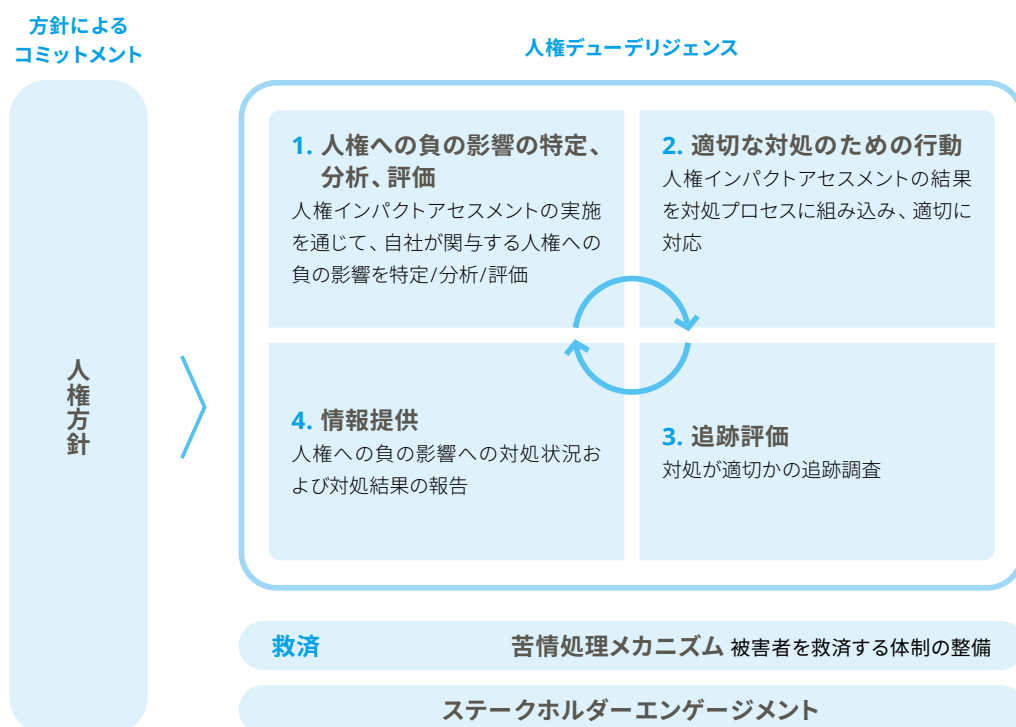 方針による
コミットメント
人権方針
人権デューデリジェンス
1. 人権への負の影響の特定、
分析、評価
人権インパクトアセスメントの実施
を通じて、自社が関与する人権への
負の影響を特定/分析/評価
2. 適切な対処のための行動
人権インパクトアセスメントの結果
を対処プロセスに組み込み、適切に
対応
3. 追跡評価
対処が適切かの追跡調査
4. 情報提供
人権への負の影響への対処状況お
よび対処結果の報告
救済 苦情処理メカニズム 被害者を救済する体制の整備
ステークホルダーエンゲージメント